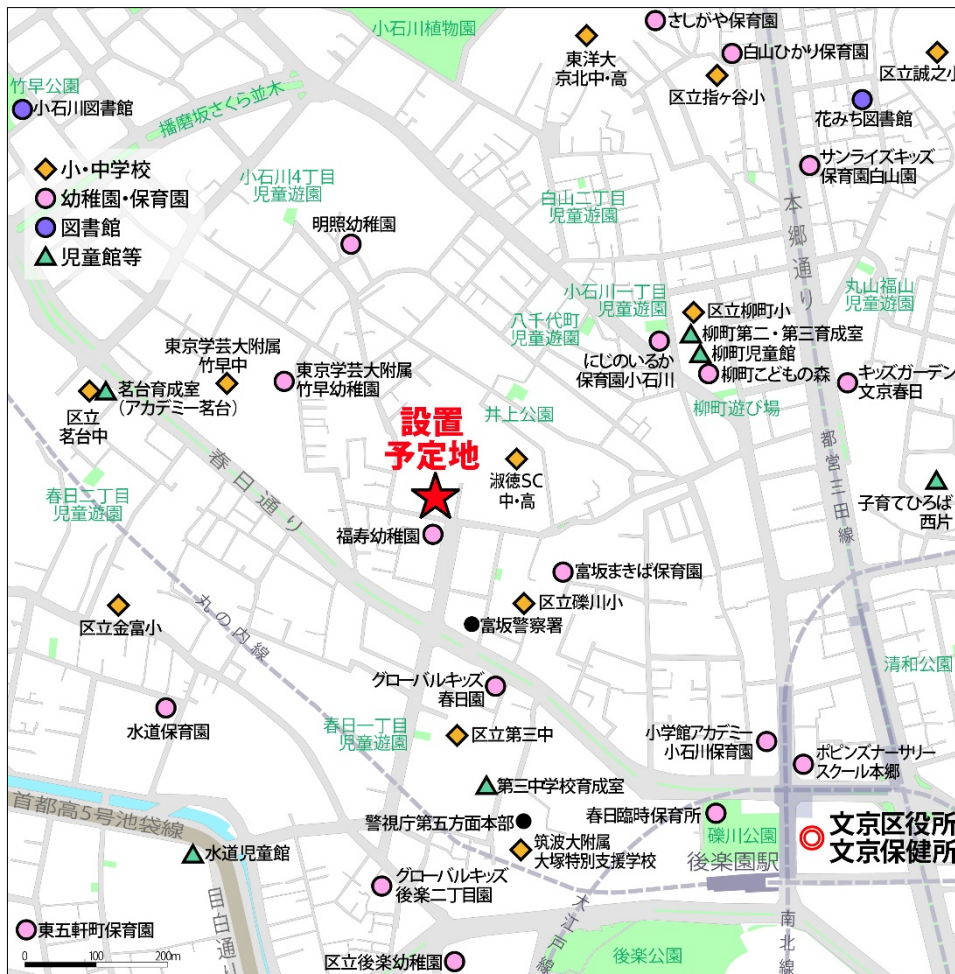 小石川植物園
さしがや保育園
東洋大
京北中・高
白山ひかり保育園
区立指ヶ谷小
区立誠之小
竹早公園
小石川図書館
播磨坂さくら並木
花みち図書館
サンライズキッズ
保育園白山園
小・中学校
幼稚園・保育園
図書館
児童館等
小石川4丁目
児童遊園
明照幼稚園
白山二丁目
児童遊園
本郷通り
丸山福山
児童遊園
小石川一丁目
児童遊園
八千代町
児童遊園
区立柳町小
柳町第二・第三育成室
柳町児童館
にじのいるか
保育園小石川
柳町こどもの森
キッズガーデン
文京春日
柳町遊び場
東京学芸大附属
竹早中
東京学芸大附属
竹早幼稚園
区立
茗台中
茗台育成室
（アカデミー茗台）
井上公園
設置
予定地
淑徳SC
中・高
春日通り
都営三田線
春日一丁目
児童遊園
子育てひろば
西片
福寿幼稚園
富坂まきば保育園
丸の内線
区立礫川小
富坂警察署
区立金富小
清和公園
グローバルキッズ
春日園
水道保育園
春日一丁目
児童遊園
区立第三中
小学館アカデミー
小石川保育園
ポピンズナーサリー
スクール本郷
第三中学校育成室
首都高5号池袋線
警視庁第五方面本部
春日臨時保育所
礫川公園
文京区役所
文京保健所
筑波大附属
大塚特別支援学校
水道児童館
後楽園駅
グローバルキッズ
後楽二丁目園
目白通り
大江戸線
南北線
東五軒町保育園
後楽公園
区立後楽幼稚園
0 100 200m